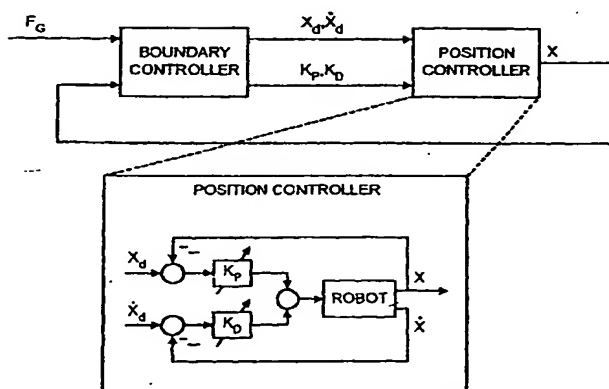 F_G
BOUNDARY
CONTROLLER
X_d,Ẋ_d
K_P,K_D
POSITION
CONTROLLER
X
POSITION CONTROLLER
X_d
K_P
ROBOT
X
Ẋ_d
K_D
Ẋ